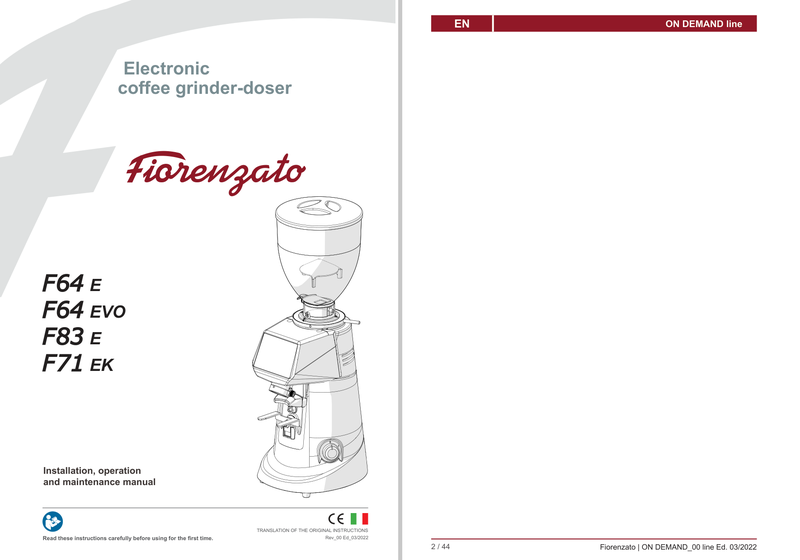 Electronic
coffee grinder-doser
Fiorenzato
F64 E
F64 EVO
F83 E
F71 EK
Installation, operation
and maintenance manual
Read these instructions carefully before using for the first time.
CE
TRANSLATION OF THE ORIGINAL INSTRUCTIONS
Rev_00 Ed_03/2022
EN
ON DEMAND line
2 / 44
Fiorenzato | ON DEMAND_00 line Ed. 03/2022